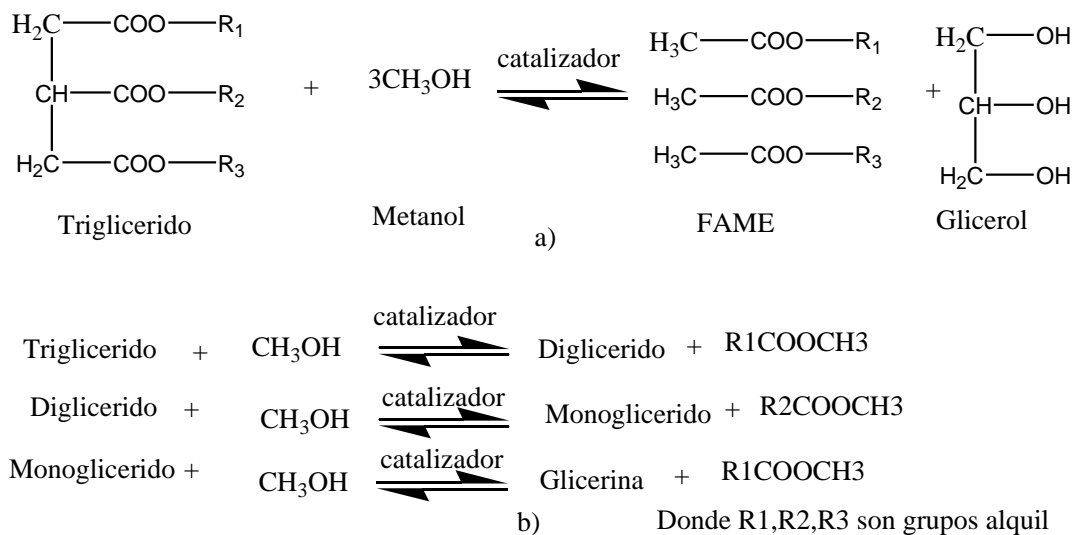 H₂C—COO—R₁
CH—COO—R₂
H₂C—COO—R₃
Triglicerido
+
3CH₃OH
Metanol
catalizador
H₃C—COO—R₁
H₃C—COO—R₂
H₃C—COO—R₃
FAME
+
H₂C—OH
CH—OH
H₂C—OH
Glicerol
a)
Triglicerido + CH₃OH catalizador Diglicerido + R1COOCH3
Diglicerido + CH₃OH catalizador Monoglicerido + R2COOCH3
Monoglicerido + CH₃OH catalizador Glicerina + R1COOCH3
b) Donde R1,R2,R3 son grupos alquil